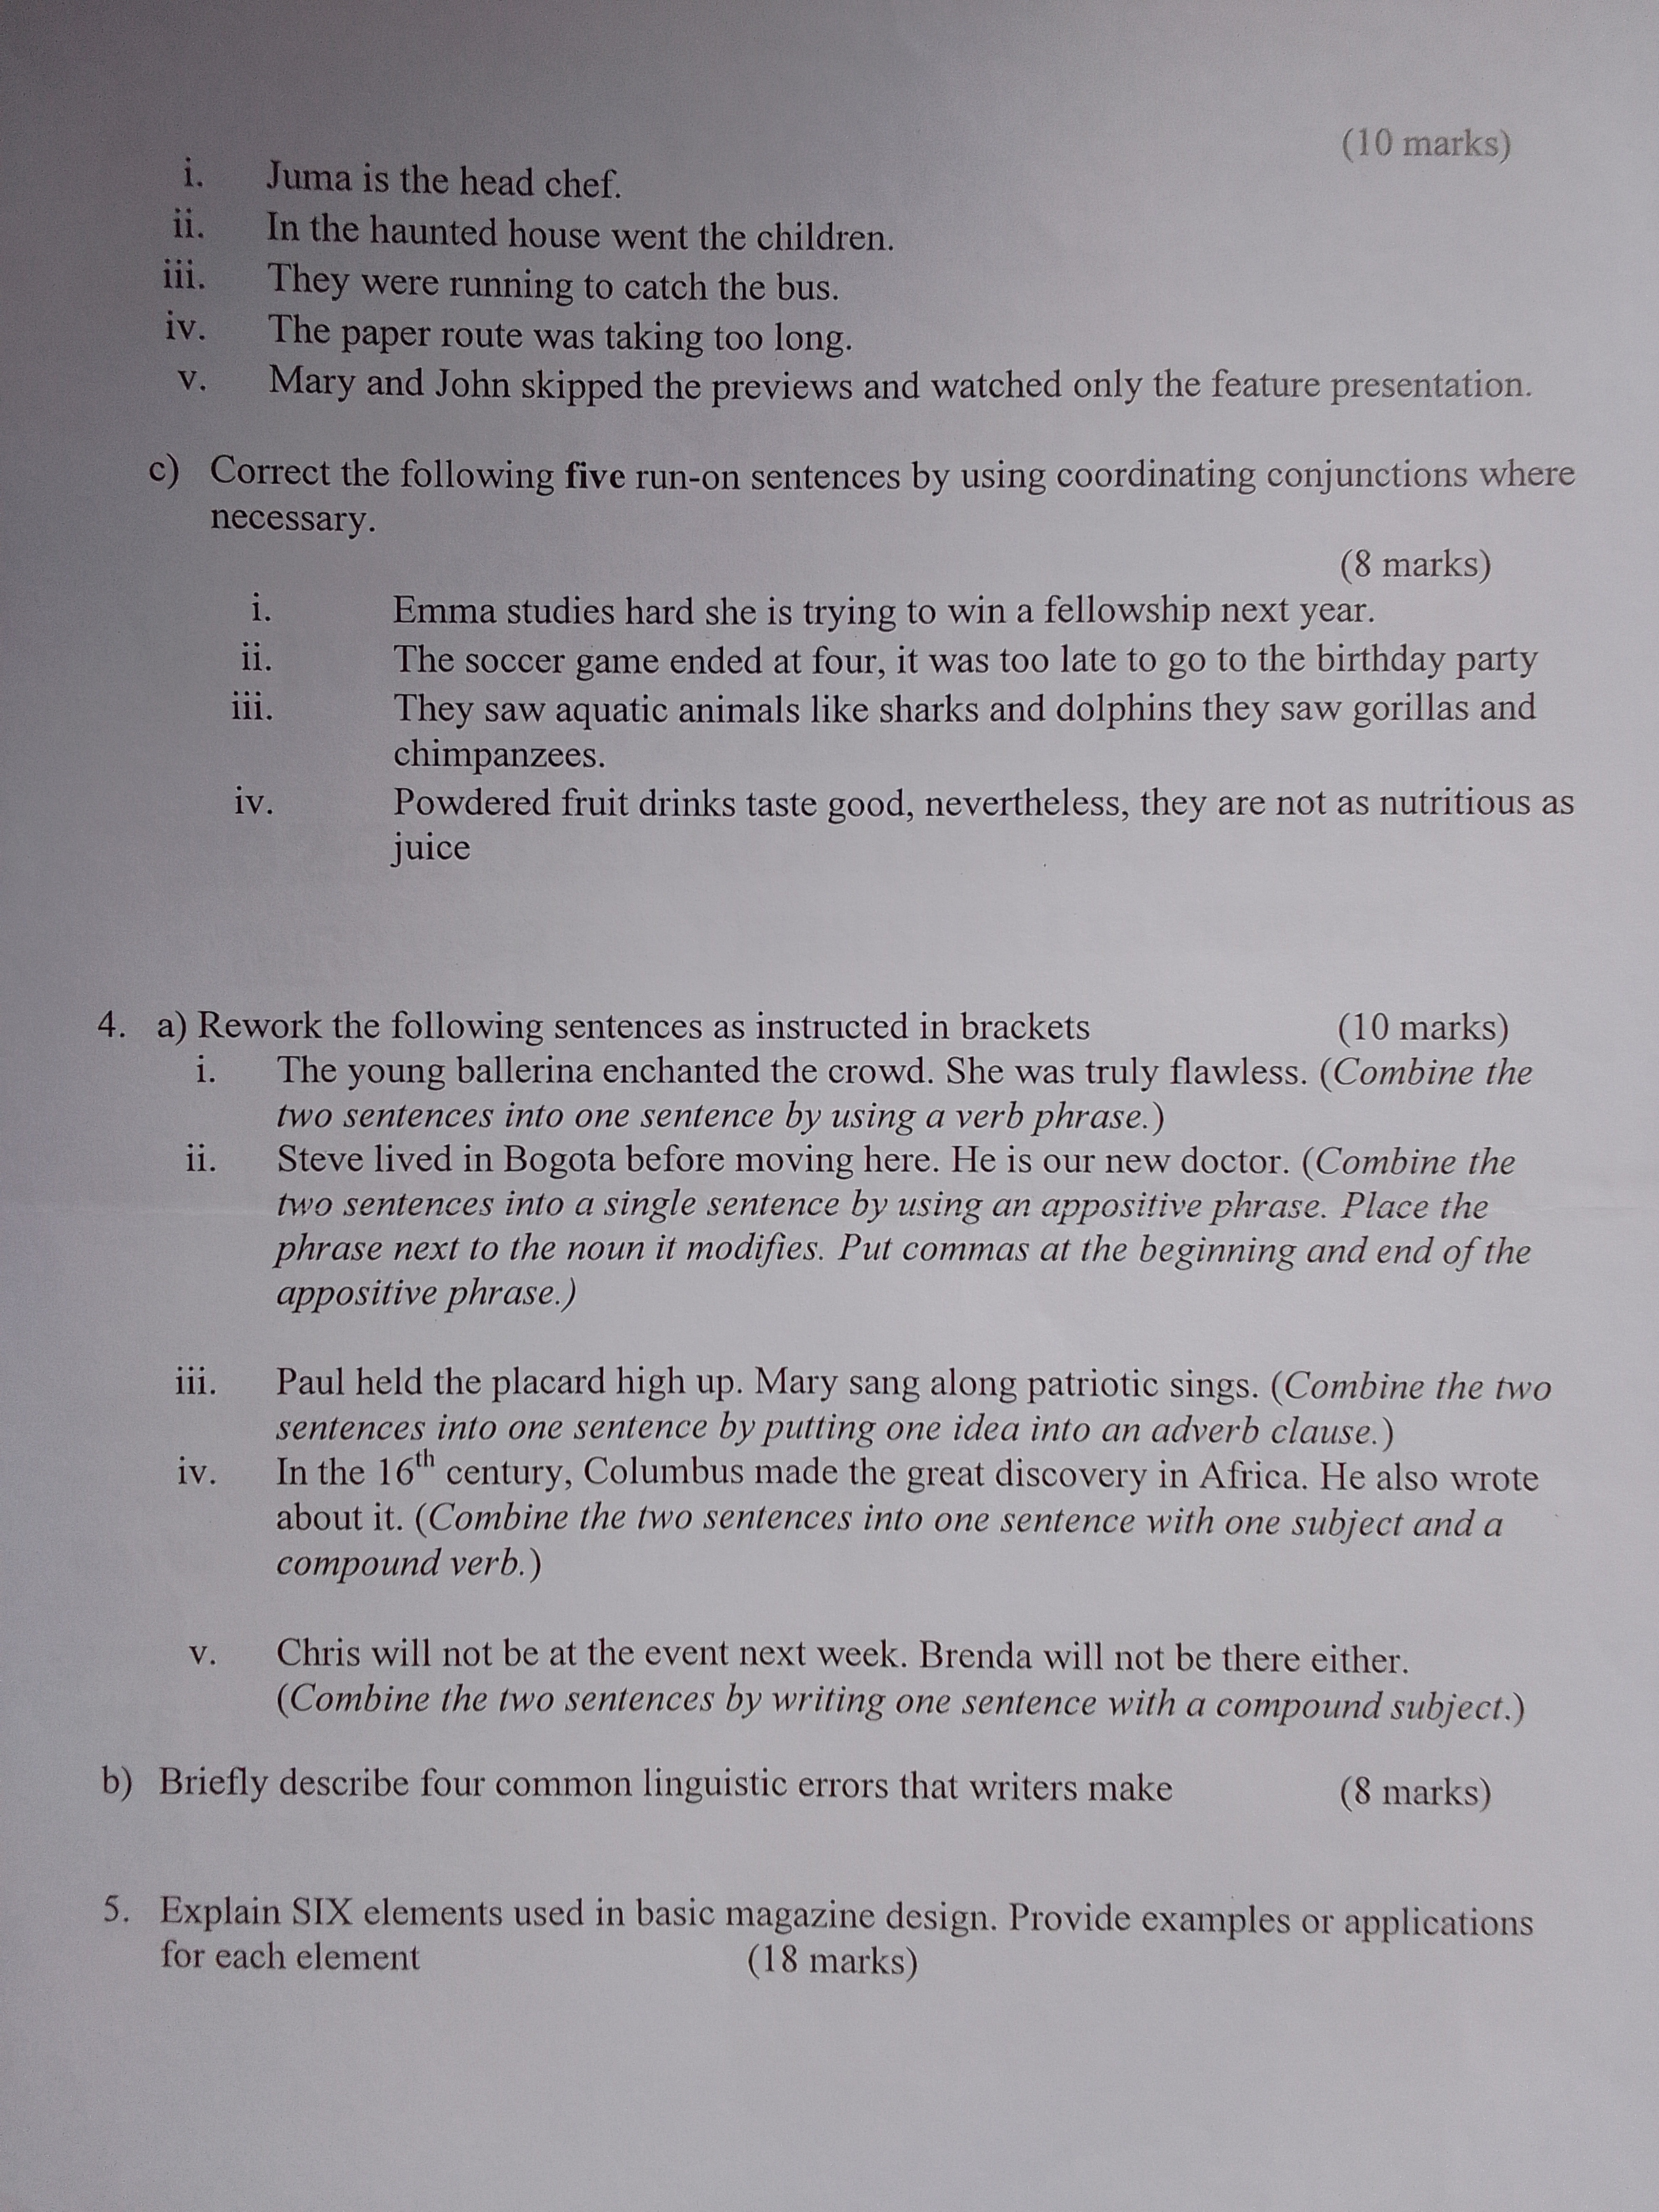 (10 marks)
i. Juma is the head chef.
ii. In the haunted house went the children.
iii. They were running to catch the bus.
iv. The paper route was taking too long.
v. Mary and John skipped the previews and watched only the feature presentation.
c) Correct the following five run-on sentences by using coordinating conjunctions where
necessary.
(8 marks)
i. Emma studies hard she is trying to win a fellowship next year.
ii. The soccer game ended at four, it was too late to go to the birthday party
iii. They saw aquatic animals like sharks and dolphins they saw gorillas and
chimpanzees.
iv. Powdered fruit drinks taste good, nevertheless, they are not as nutritious as
juice
4. a) Rework the following sentences as instructed in brackets (10 marks)
i. The young ballerina enchanted the crowd. She was truly flawless. (Combine the
two sentences into one sentence by using a verb phrase.)
ii. Steve lived in Bogota before moving here. He is our new doctor. (Combine the
two sentences into a single sentence by using an appositive phrase. Place the
phrase next to the noun it modifies. Put commas at the beginning and end of the
appositive phrase.)
iii. Paul held the placard high up. Mary sang along patriotic sings. (Combine the two
sentences into one sentence by putting one idea into an adverb clause.)
iv. In the 16th century, Columbus made the great discovery in Africa. He also wrote
about it. (Combine the two sentences into one sentence with one subject and a
compound verb.)
v. Chris will not be at the event next week. Brenda will not be there either.
(Combine the two sentences by writing one sentence with a compound subject.)
b) Briefly describe four common linguistic errors that writers make (8 marks)
5. Explain SIX elements used in basic magazine design. Provide examples or applications
for each element (18 marks)